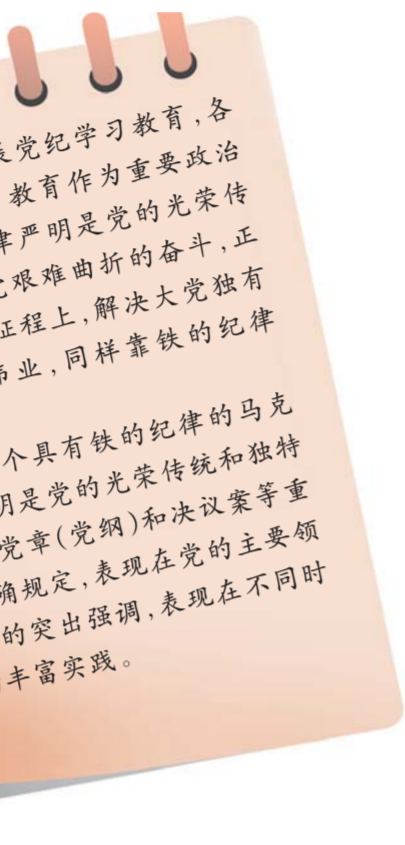 展党纪学习教育,各
教育作为重要政治
律严明是党的光荣传
艰难曲折的奋斗,正
征程上,解决大党独有
伟业,同样靠铁的纪律
个具有铁的纪律的马克
明是党的光荣传统和独特
党章(党纲)和决议案等重
确规定,表现在党的主要领
的突出强调,表现在不同时
丰富实践。